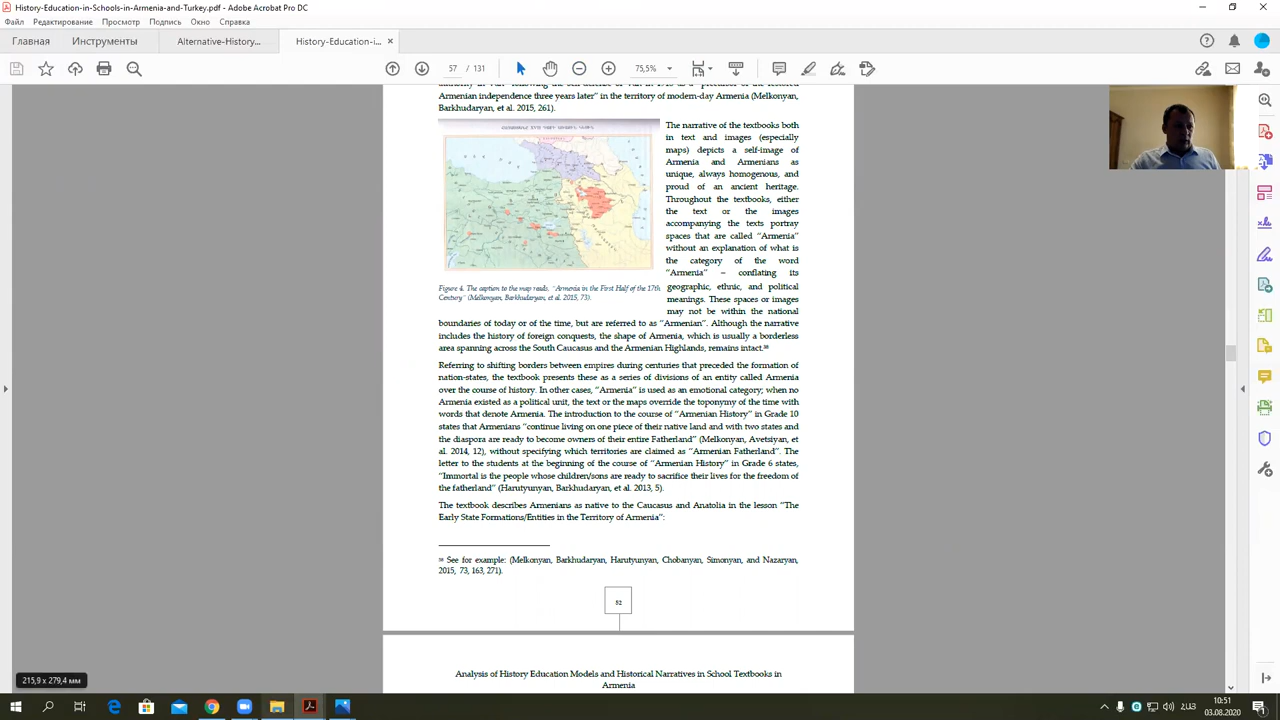 History-Education-in-Schools-in-Armenia-and-Turkey.pdf - Adobe Acrobat Pro DC
Файл Редактирование Просмотр Подпись Окно Справка
Главная Инструменты Alternative-History... History-Education-i... ×
57 / 131 75,5%
Armenian independence three years later” in the territory of modern-day Armenia (Melkonyan,
Barkhudaryan, et al. 2015, 261).
The narrative of the textbooks both
in text and images (especially
maps) depicts a self-image of
Armenia and Armenians as
unique, always homogenous, and
proud of an ancient heritage.
Throughout the textbooks, either
the text or the images
accompanying the texts portray
spaces that are called “Armenia”
without an explanation of what is
the category of the word
“Armenia” – conflating its
geographic, ethnic, and political
meanings. These spaces or images
may not be within the national
Figure 4. The caption to the map reads, “Armenia in the First Half of the 17th
Century” (Melkonyan, Barkhudaryan, et al. 2015, 73).
boundaries of today or of the time, but are referred to as “Armenian”. Although the narrative
includes the history of foreign conquests, the shape of Armenia, which is usually a borderless
area spanning across the South Caucasus and the Armenian Highlands, remains intact.³⁸
Referring to shifting borders between empires during centuries that preceded the formation of
nation-states, the textbook presents these as a series of divisions of an entity called Armenia
over the course of history. In other cases, “Armenia” is used as an emotional category; when no
Armenia existed as a political unit, the text or the maps override the toponymy of the time with
words that denote Armenia. The introduction to the course of “Armenian History” in Grade 10
states that Armenians “continue living on one piece of their native land and with two states and
the diaspora are ready to become owners of their entire Fatherland” (Melkonyan, Avetisyan, et
al. 2014, 12), without specifying which territories are claimed as “Armenian Fatherland”. The
letter to the students at the beginning of the course of “Armenian History” in Grade 6 states,
“Immortal is the people whose children/sons are ready to sacrifice their lives for the freedom of
the fatherland” (Harutyunyan, Barkhudaryan, et al. 2013, 5).
The textbook describes Armenians as native to the Caucasus and Anatolia in the lesson “The
Early State Formations/Entities in the Territory of Armenia”:
³⁸ See for example: (Melkonyan, Barkhudaryan, Harutyunyan, Chobanyan, Simonyan, and Nazaryan,
2015, 73, 163, 271).
52
Analysis of History Education Models and Historical Narratives in School Textbooks in
Armenia
215,9 x 279,4 мм
10:51
03.08.2020